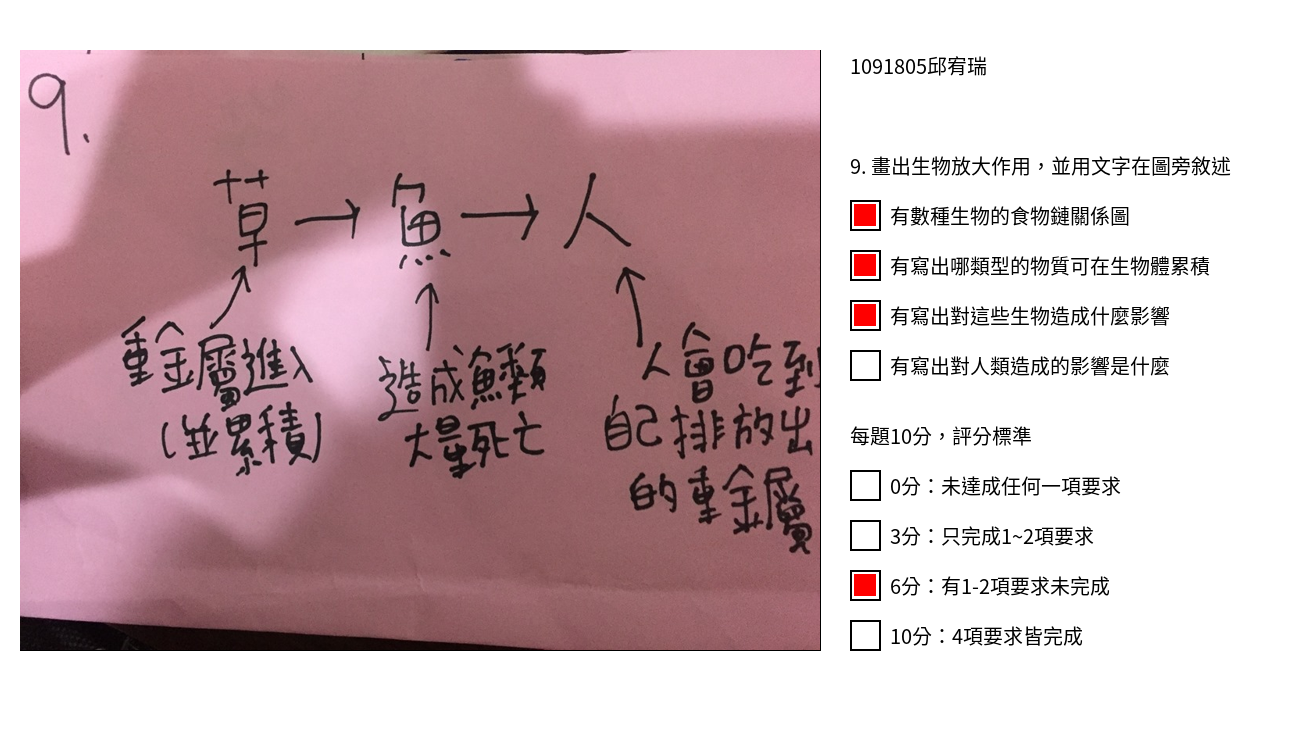 9.
草 → 魚 → 人
重金屬進入
(並累積)
造成魚類
大量死亡
人會吃到
自己排放出
的重金屬
1091805邱宥瑞
9. 畫出生物放大作用，並用文字在圖旁敘述
有數種生物的食物鏈關係圖
有寫出哪類型的物質可在生物體累積
有寫出對這些生物造成什麼影響
有寫出對人類造成的影響是什麼
每題10分，評分標準
0分：未達成任何一項要求
3分：只完成1~2項要求
6分：有1-2項要求未完成
10分：4項要求皆完成